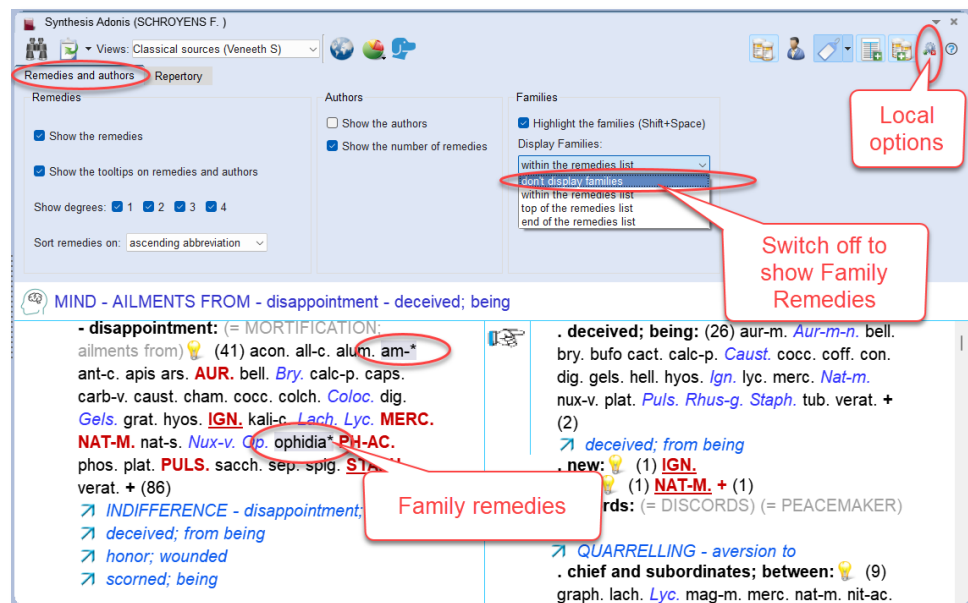 Synthesis Adonis (SCHROYENS F. )
Views: Classical sources (Veneeth S)
Remedies and authors Repertory
Remedies
Show the remedies
Show the tooltips on remedies and authors
Show degrees: 1 2 3 4
Sort remedies on: ascending abbreviation
Authors
Show the authors
Show the number of remedies
Families
Highlight the families (Shift+Space)
Display Families:
within the remedies list
don't display families
within the remedies list
top of the remedies list
end of the remedies list
Local
options
Switch off to
show Family
Remedies
MIND - AILMENTS FROM - disappointment - deceived; being
- disappointment: (= MORTIFICATION;
ailments from) (41) acon. all-c. alum. am-*
ant-c. apis ars. AUR. bell. Bry. calc-p. caps.
carb-v. caust. cham. cocc. colch. Coloc. dig.
Gels. grat. hyos. IGN. kali-c. Lach. Lyc. MERC.
NAT-M. nat-s. Nux-v. Op. ophidia* PH-AC.
phos. plat. PULS. sacch. sep. spig.
verat. + (86)
INDIFFERENCE - disappointment;
deceived; from being
honor; wounded
scorned; being
Family remedies
. deceived; being: (26) aur-m. Aur-m-n. bell.
bry. bufo cact. calc-p. Caust. cocc. coff. con.
dig. gels. hell. hyos. Ign. lyc. merc. Nat-m.
nux-v. plat. Puls. Rhus-g. Staph. tub. verat. +
(2)
deceived; from being
. new: (1) IGN.
(1) NAT-M. + (1)
(= DISCORDS) (= PEACEMAKER)
QUARRELLING - aversion to
. chief and subordinates; between: (9)
graph. lach. Lyc. mag-m. merc. nat-m. nit-ac.